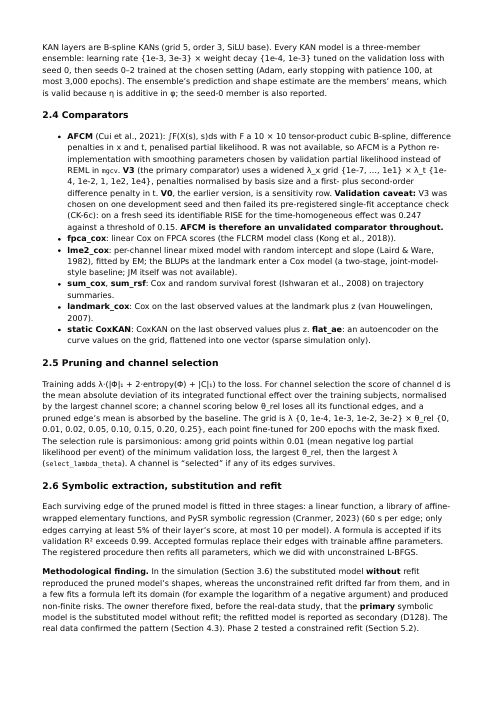 KAN layers are B-spline KANs (grid 5, order 3, SiLU base). Every KAN model is a three-member
ensemble: learning rate {1e-3, 3e-3} × weight decay {1e-4, 1e-3} tuned on the validation loss with
seed 0, then seeds 0–2 trained at the chosen setting (Adam, early stopping with patience 100, at
most 3,000 epochs). The ensemble’s prediction and shape estimate are the members’ means, which
is valid because η is additive in φ; the seed-0 member is also reported.
2.4 Comparators
• AFCM (Cui et al., 2021): ∫F(X(s), s)ds with F a 10 × 10 tensor-product cubic B-spline, difference
penalties in x and t, penalised partial likelihood. R was not available, so AFCM is a Python re-
implementation with smoothing parameters chosen by validation partial likelihood instead of
REML in mgcv. V3 (the primary comparator) uses a widened λ_x grid {1e-7, …, 1e1} × λ_t {1e-
4, 1e-2, 1, 1e2, 1e4}, penalties normalised by basis size and a first- plus second-order
difference penalty in t. V0, the earlier version, is a sensitivity row. Validation caveat: V3 was
chosen on one development seed and then failed its pre-registered single-fit acceptance check
(CK-6c): on a fresh seed its identifiable RISE for the time-homogeneous effect was 0.247
against a threshold of 0.15. AFCM is therefore an unvalidated comparator throughout.
• fpca_cox: linear Cox on FPCA scores (the FLCRM model class (Kong et al., 2018)).
• lme2_cox: per-channel linear mixed model with random intercept and slope (Laird & Ware,
1982), fitted by EM; the BLUPs at the landmark enter a Cox model (a two-stage, joint-model-
style baseline; JM itself was not available).
• sum_cox, sum_rsf: Cox and random survival forest (Ishwaran et al., 2008) on trajectory
summaries.
• landmark_cox: Cox on the last observed values at the landmark plus z (van Houwelingen,
2007).
• static CoxKAN: CoxKAN on the last observed values plus z. flat_ae: an autoencoder on the
curve values on the grid, flattened into one vector (sparse simulation only).
2.5 Pruning and channel selection
Training adds λ·(|Φ|₁ + 2·entropy(Φ) + |C|₁) to the loss. For channel selection the score of channel d is
the mean absolute deviation of its integrated functional effect over the training subjects, normalised
by the largest channel score; a channel scoring below θ_rel loses all its functional edges, and a
pruned edge’s mean is absorbed by the baseline. The grid is λ {0, 1e-4, 1e-3, 1e-2, 3e-2} × θ_rel {0,
0.01, 0.02, 0.05, 0.10, 0.15, 0.20, 0.25}, each point fine-tuned for 200 epochs with the mask fixed.
The selection rule is parsimonious: among grid points within 0.01 (mean negative log partial
likelihood per event) of the minimum validation loss, the largest θ_rel, then the largest λ
(select_lambda_theta). A channel is “selected” if any of its edges survives.
2.6 Symbolic extraction, substitution and refit
Each surviving edge of the pruned model is fitted in three stages: a linear function, a library of affine-
wrapped elementary functions, and PySR symbolic regression (Cranmer, 2023) (60 s per edge; only
edges carrying at least 5% of their layer’s score, at most 10 per model). A formula is accepted if its
validation R² exceeds 0.99. Accepted formulas replace their edges with trainable affine parameters.
The registered procedure then refits all parameters, which we did with unconstrained L-BFGS.
Methodological finding. In the simulation (Section 3.6) the substituted model without refit
reproduced the pruned model’s shapes, whereas the unconstrained refit drifted far from them, and in
a few fits a formula left its domain (for example the logarithm of a negative argument) and produced
non-finite risks. The owner therefore fixed, before the real-data study, that the primary symbolic
model is the substituted model without refit; the refitted model is reported as secondary (D128). The
real data confirmed the pattern (Section 4.3). Phase 2 tested a constrained refit (Section 5.2).